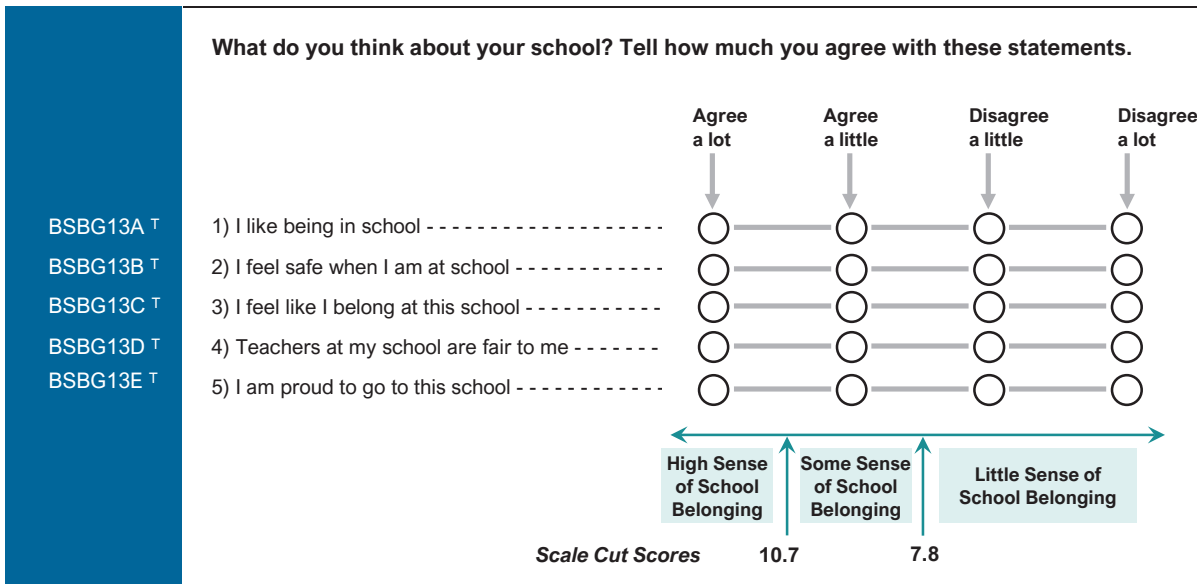 What do you think about your school? Tell how much you agree with these statements.
Agree a lot
Agree a little
Disagree a little
Disagree a lot
BSBG13A ᵀ 1) I like being in school - - - - - - - - - - - - - - - - - - -
BSBG13B ᵀ 2) I feel safe when I am at school - - - - - - - - - - - -
BSBG13C ᵀ 3) I feel like I belong at this school - - - - - - - - - - -
BSBG13D ᵀ 4) Teachers at my school are fair to me - - - - - - -
BSBG13E ᵀ 5) I am proud to go to this school - - - - - - - - - - - -
High Sense of School Belonging
Some Sense of School Belonging
Little Sense of School Belonging
Scale Cut Scores 10.7 7.8